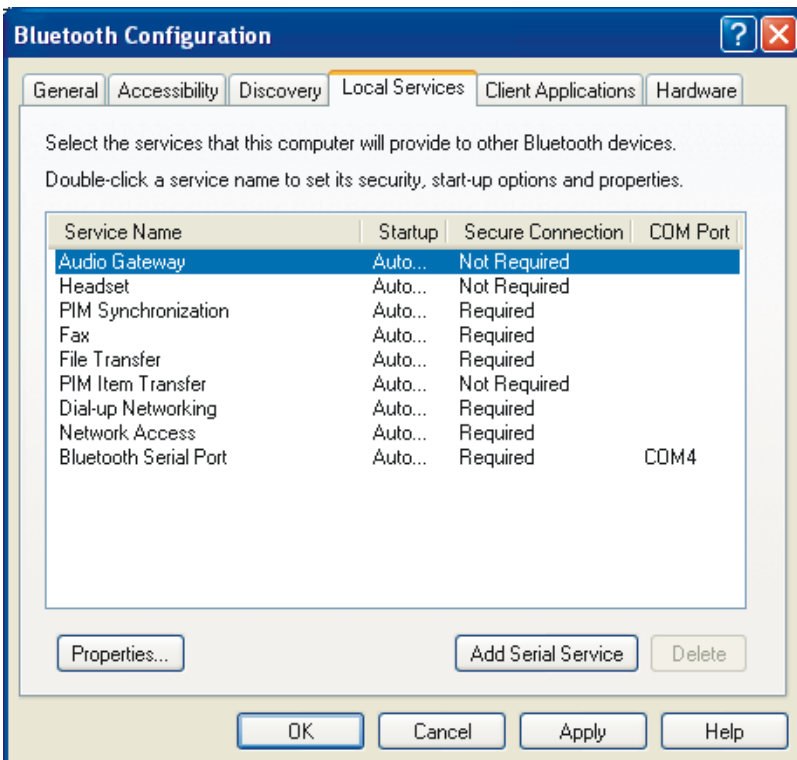 Bluetooth Configuration
General Accessibility Discovery Local Services Client Applications Hardware
Select the services that this computer will provide to other Bluetooth devices.
Double-click a service name to set its security, start-up options and properties.
Service Name Startup Secure Connection COM Port
Audio Gateway Auto... Not Required
Headset Auto... Not Required
PIM Synchronization Auto... Required
Fax Auto... Required
File Transfer Auto... Required
PIM Item Transfer Auto... Not Required
Dial-up Networking Auto... Required
Network Access Auto... Required
Bluetooth Serial Port Auto... Required COM4
Properties... Add Serial Service Delete
OK Cancel Apply Help